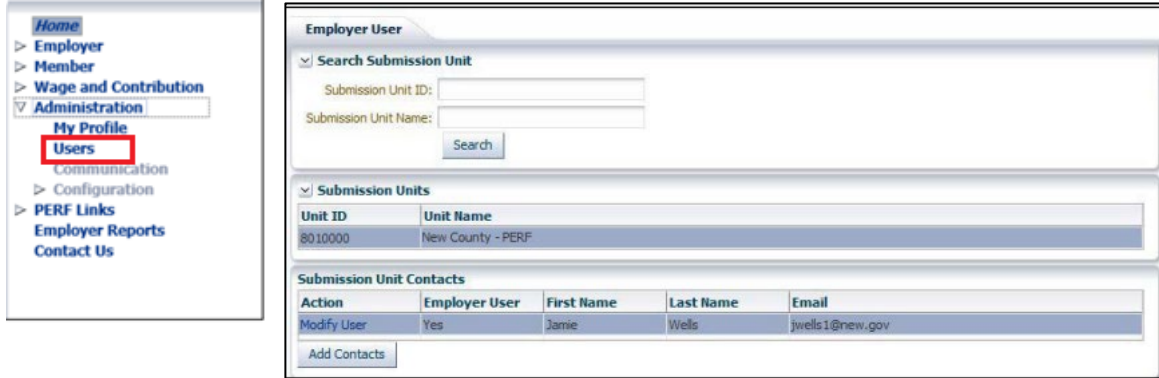 Home
Employer
Member
Wage and Contribution
Administration
My Profile
Users
Communication
Configuration
PERF Links
Employer Reports
Contact Us
Employer User
Search Submission Unit
Submission Unit ID:
Submission Unit Name:
Search
Submission Units
Unit ID Unit Name
8010000 New County - PERF
Submission Unit Contacts
Action Employer User First Name Last Name Email
Modify User Yes Jamie Wells jwells1@new.gov
Add Contacts